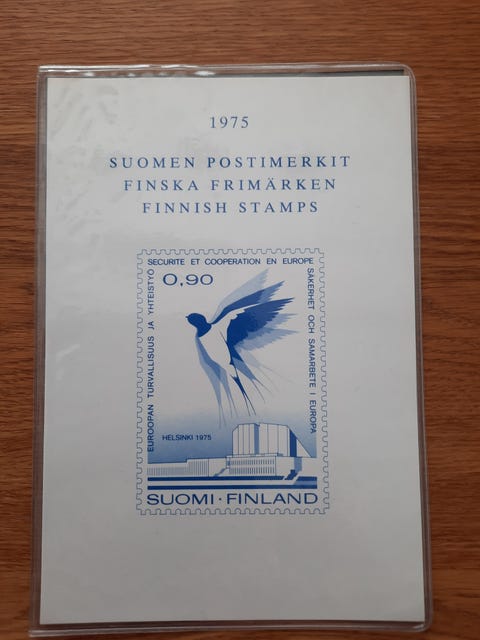 1975
SUOMEN POSTIMERKIT
FINSKA FRIMÄRKEN
FINNISH STAMPS
SECURITE ET COOPERATION EN EUROPE
0,90
EUROOPAN TURVALLISUUS JA YHTEISTYÖ
SÄKERHET OCH SAMARBETE I EUROPA
HELSINKI 1975
SUOMI·FINLAND